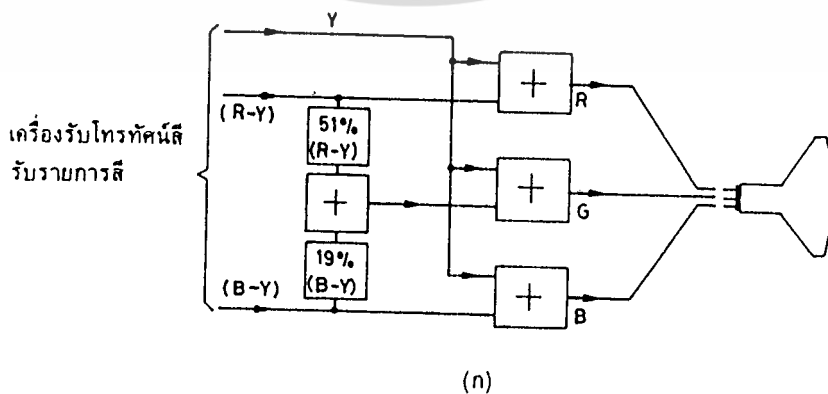 Y
R
(R-Y)
51%
(R-Y)
เครื่องรับโทรทัศน์สี
รับรายการสี
G
19%
(B-Y)
(B-Y)
B
(ก)